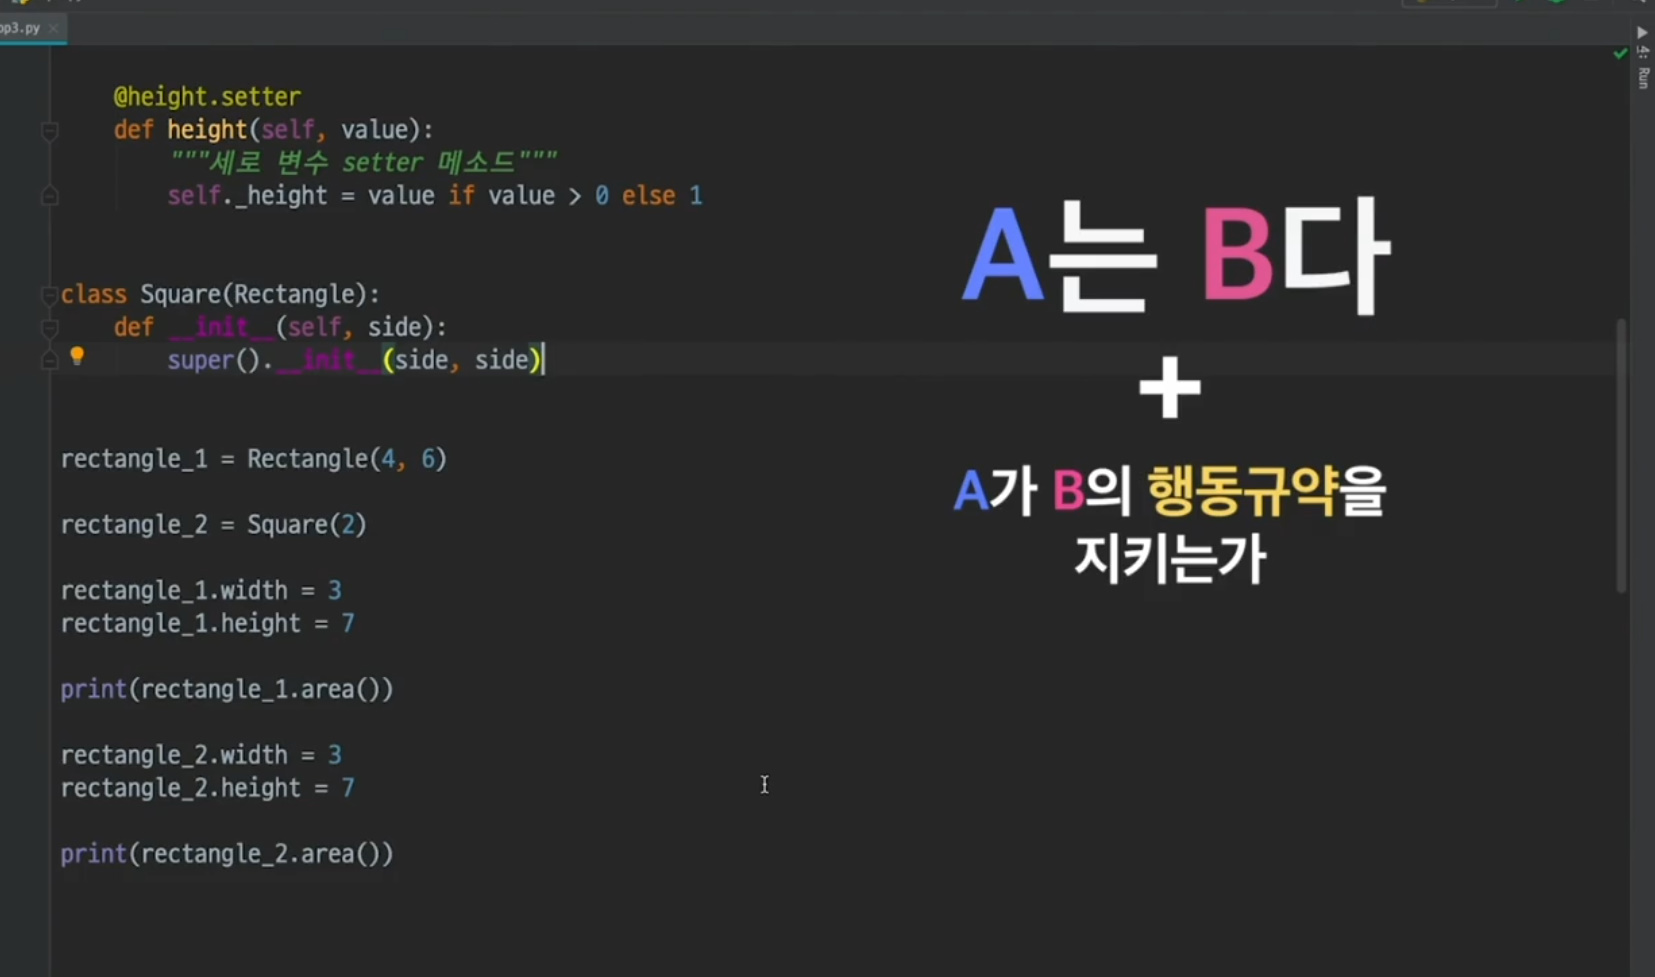 op3.py
4: Run
@height.setter
def height(self, value):
"""세로 변수 setter 메소드"""
self._height = value if value > 0 else 1
class Square(Rectangle):
def __init__(self, side):
super().__init__(side, side)
rectangle_1 = Rectangle(4, 6)
rectangle_2 = Square(2)
rectangle_1.width = 3
rectangle_1.height = 7
print(rectangle_1.area())
rectangle_2.width = 3
rectangle_2.height = 7
print(rectangle_2.area())
A는 B다
+
A가 B의 행동규약을
지키는가